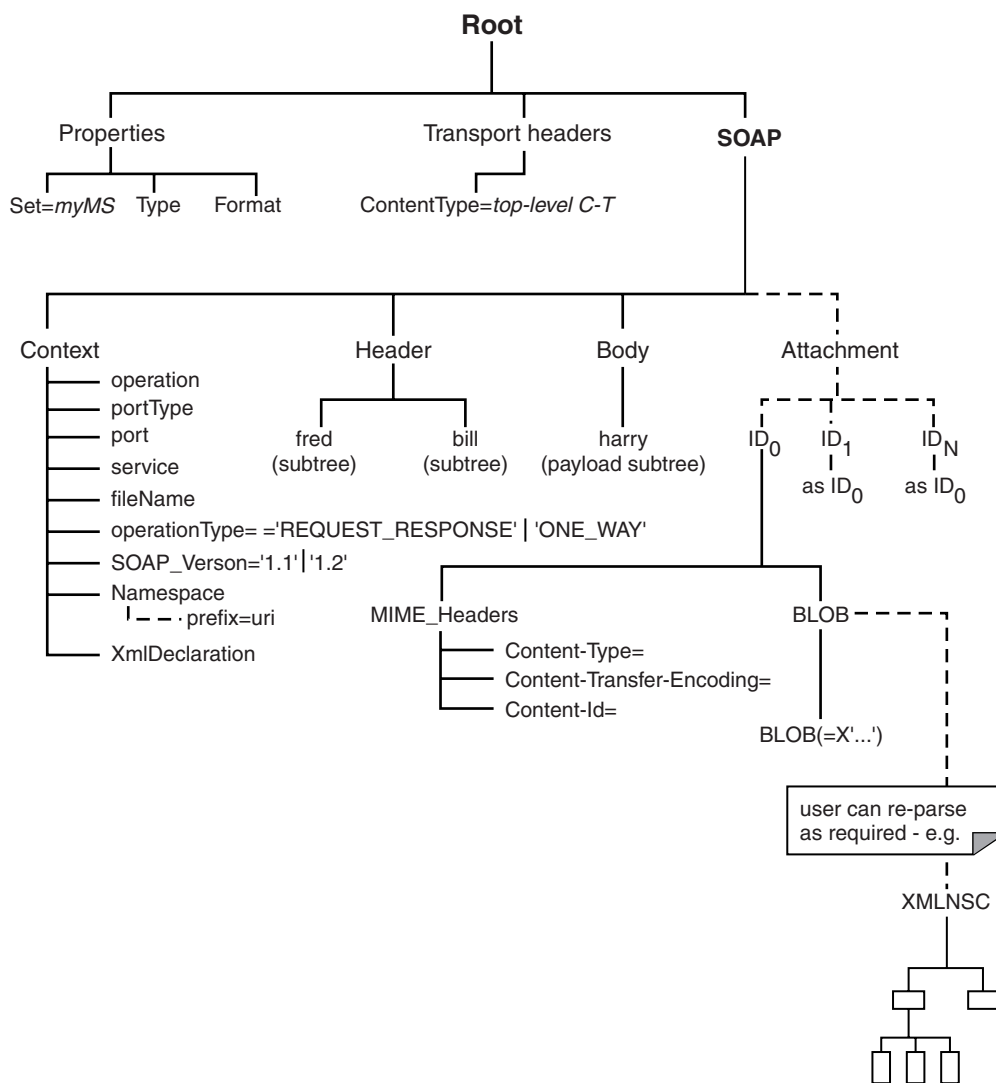 Root
Properties
Transport headers
SOAP
Set=myMS
Type
Format
ContentType=top-level C-T
Context
Header
Body
Attachment
operation
portType
port
service
fileName
operationType= ='REQUEST_RESPONSE' | 'ONE_WAY'
SOAP_Verson='1.1' | '1.2'
Namespace
prefix=uri
XmlDeclaration
fred
(subtree)
bill
(subtree)
harry
(payload subtree)
ID0
ID1
IDN
as ID0
as ID0
MIME_Headers
BLOB
Content-Type=
Content-Transfer-Encoding=
Content-Id=
BLOB(=X'...')
user can re-parse
as required - e.g.
XMLNSC